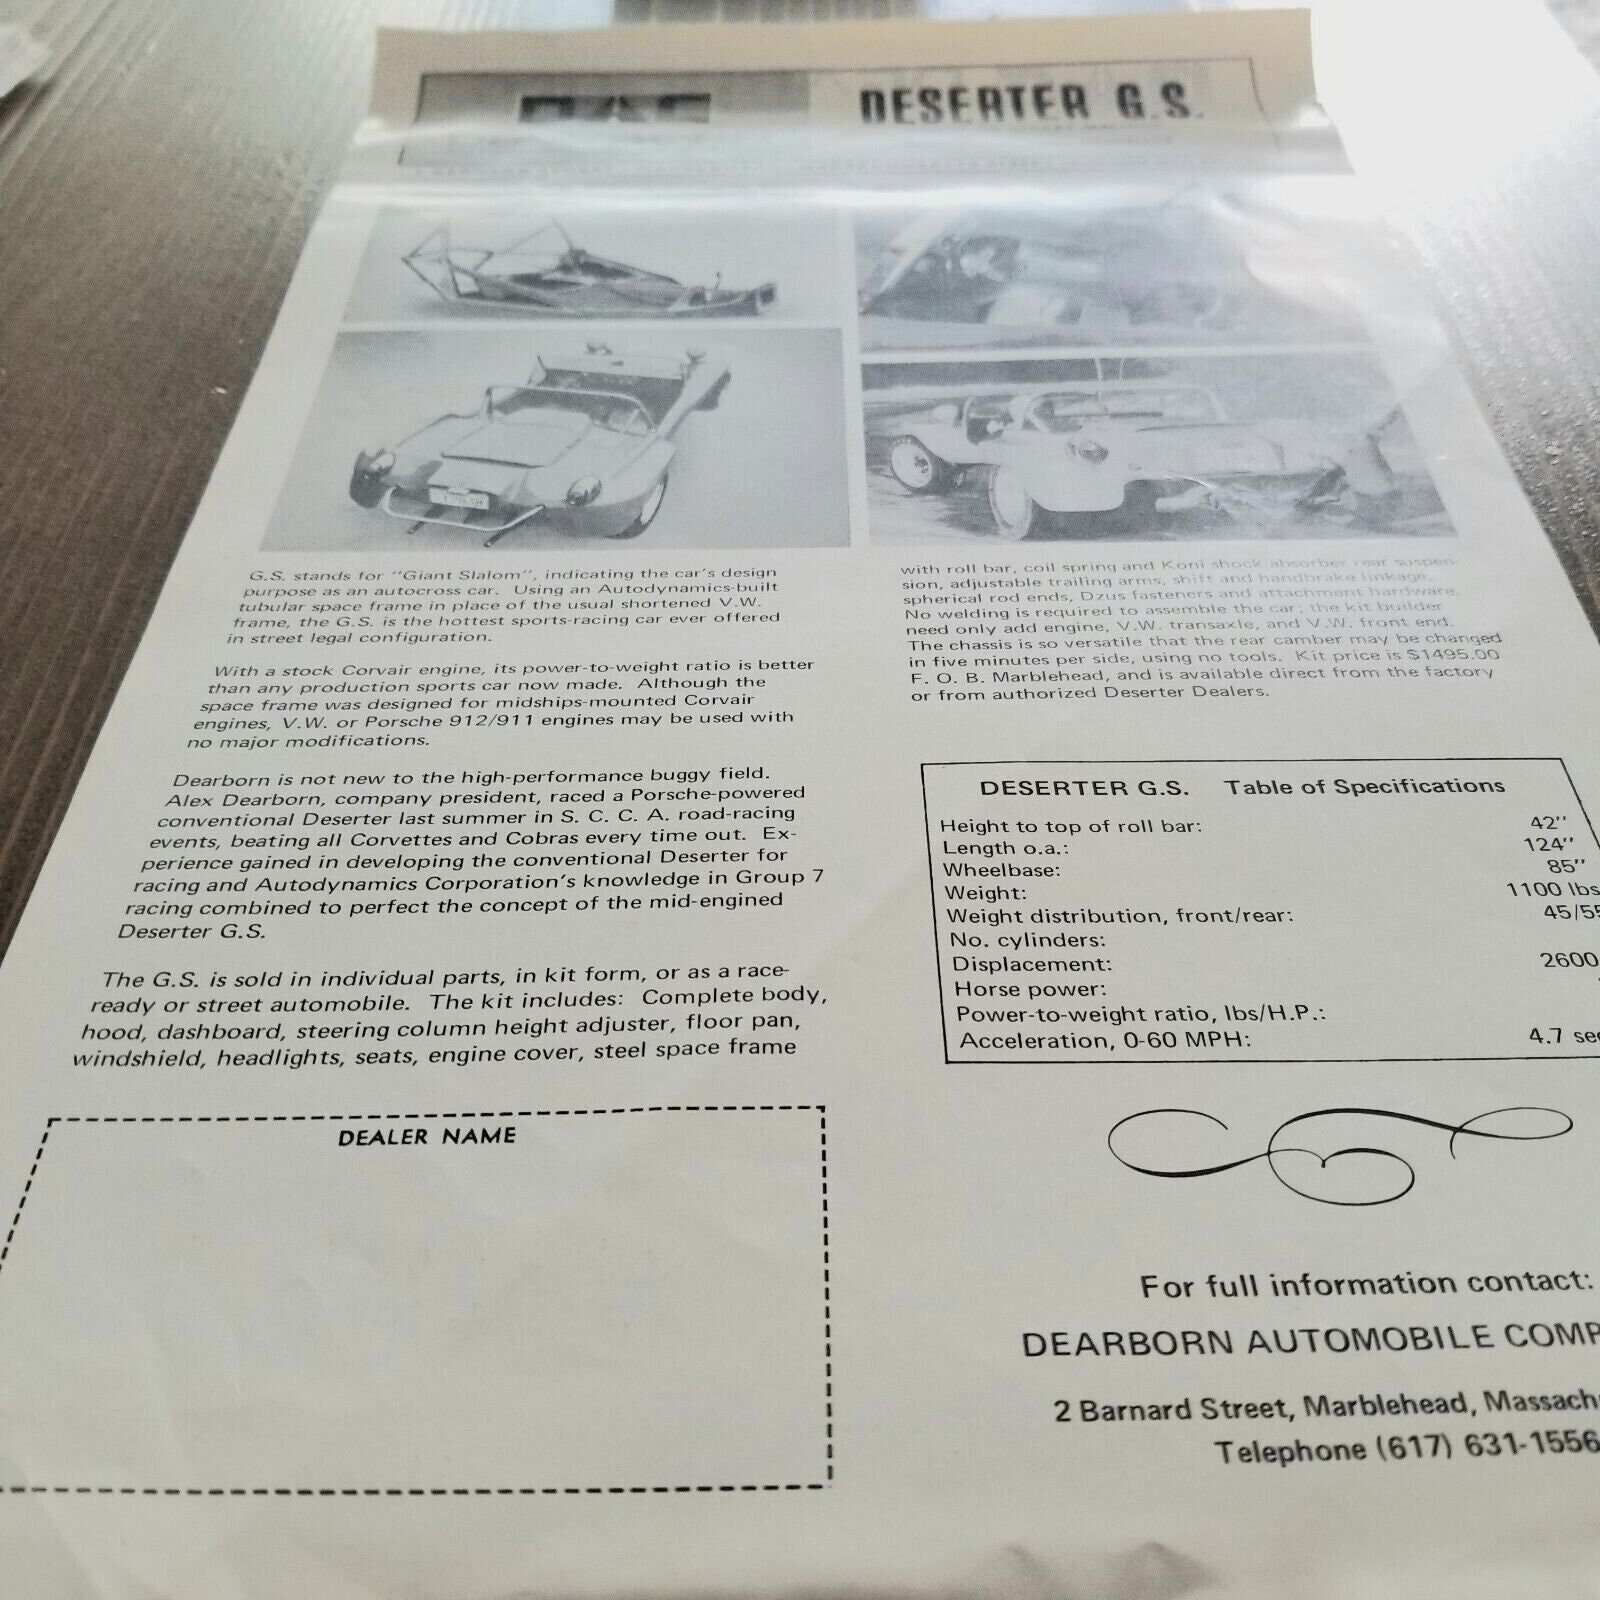 DESERTER G.S.
G.S. stands for "Giant Slalom", indicating the car's design
purpose as an autocross car. Using an Autodynamics-built
tubular space frame in place of the usual shortened V.W.
frame, the G.S. is the hottest sports-racing car ever offered
in street legal configuration.
With a stock Corvair engine, its power-to-weight ratio is better
than any production sports car now made. Although the
space frame was designed for midships-mounted Corvair
engines, V.W. or Porsche 912/911 engines may be used with
no major modifications.
Dearborn is not new to the high-performance buggy field.
Alex Dearborn, company president, raced a Porsche-powered
conventional Deserter last summer in S. C. C. A. road-racing
events, beating all Corvettes and Cobras every time out. Ex-
perience gained in developing the conventional Deserter for
racing and Autodynamics Corporation's knowledge in Group 7
racing combined to perfect the concept of the mid-engined
Deserter G.S.
The G.S. is sold in individual parts, in kit form, or as a race-
ready or street automobile. The kit includes: Complete body,
hood, dashboard, steering column height adjuster, floor pan,
windshield, headlights, seats, engine cover, steel space frame
with roll bar, coil spring and Koni shock absorber rear suspen-
sion, adjustable trailing arms, shift and handbrake linkage,
spherical rod ends, Dzus fasteners and attachment hardware.
No welding is required to assemble the car; the kit builder
need only add engine, V.W. transaxle, and V.W. front end.
The chassis is so versatile that the rear camber may be changed
in five minutes per side, using no tools. Kit price is $1495.00
F. O. B. Marblehead, and is available direct from the factory
or from authorized Deserter Dealers.
DESERTER G.S. Table of Specifications
Height to top of roll bar: 42"
Length o.a.: 124"
Wheelbase: 85"
Weight: 1100 lbs
Weight distribution, front/rear: 45/55
No. cylinders:
Displacement: 2600
Horse power:
Power-to-weight ratio, lbs/H.P.:
Acceleration, 0-60 MPH: 4.7 sec
DEALER NAME
For full information contact:
DEARBORN AUTOMOBILE COMP
2 Barnard Street, Marblehead, Massach
Telephone (617) 631-1556